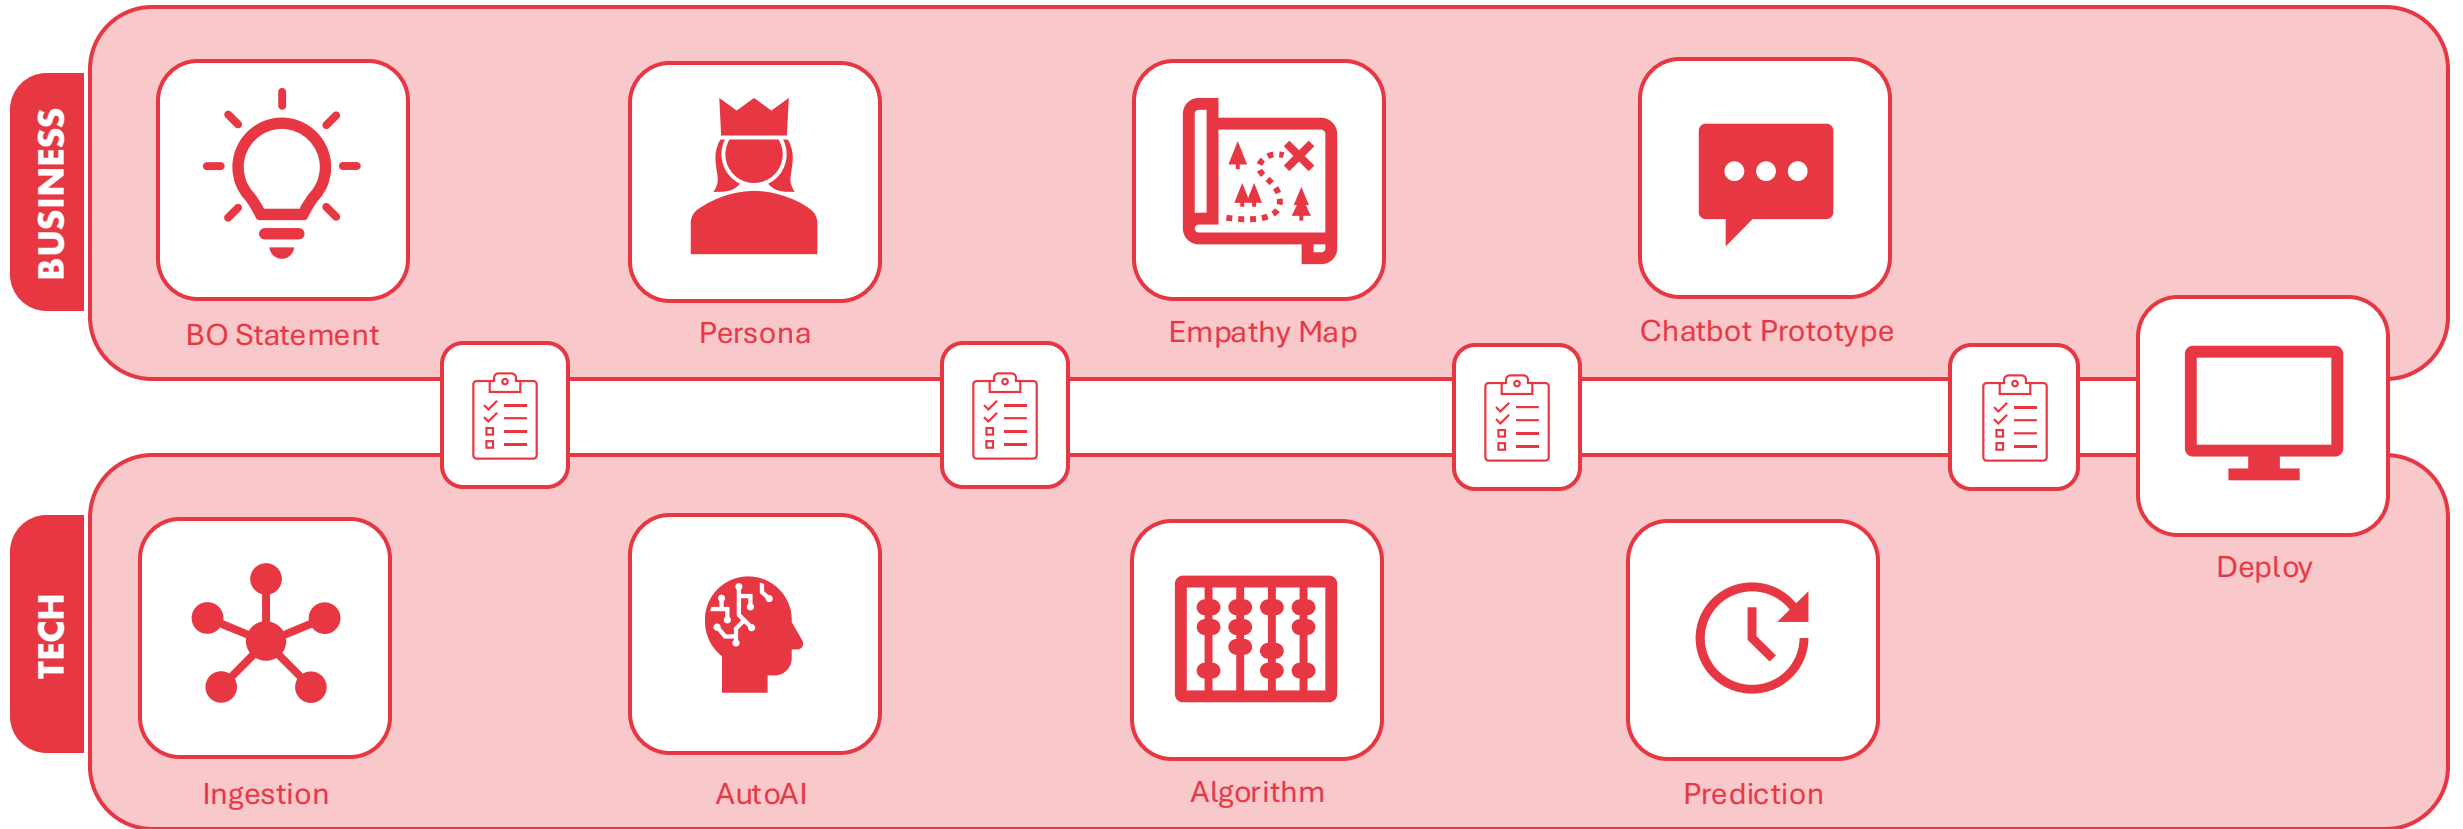 BUSINESS
BO Statement
Persona
Empathy Map
Chatbot Prototype
Deploy
TECH
Ingestion
AutoAI
Algorithm
Prediction